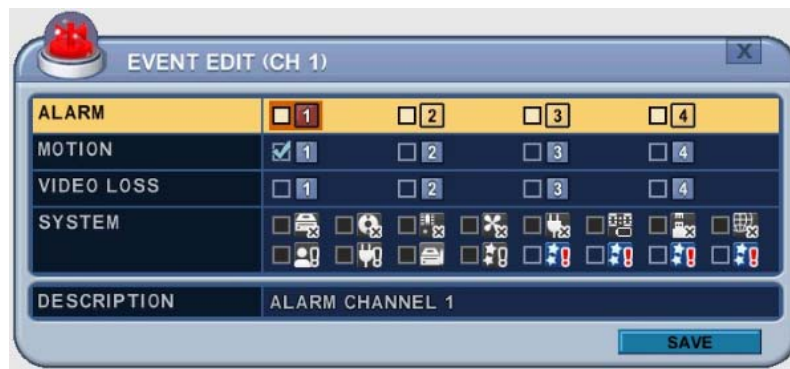 EVENT EDIT (CH 1)
X
ALARM 1 2 3 4
MOTION 1 2 3 4
VIDEO LOSS 1 2 3 4
SYSTEM
DESCRIPTION ALARM CHANNEL 1
SAVE